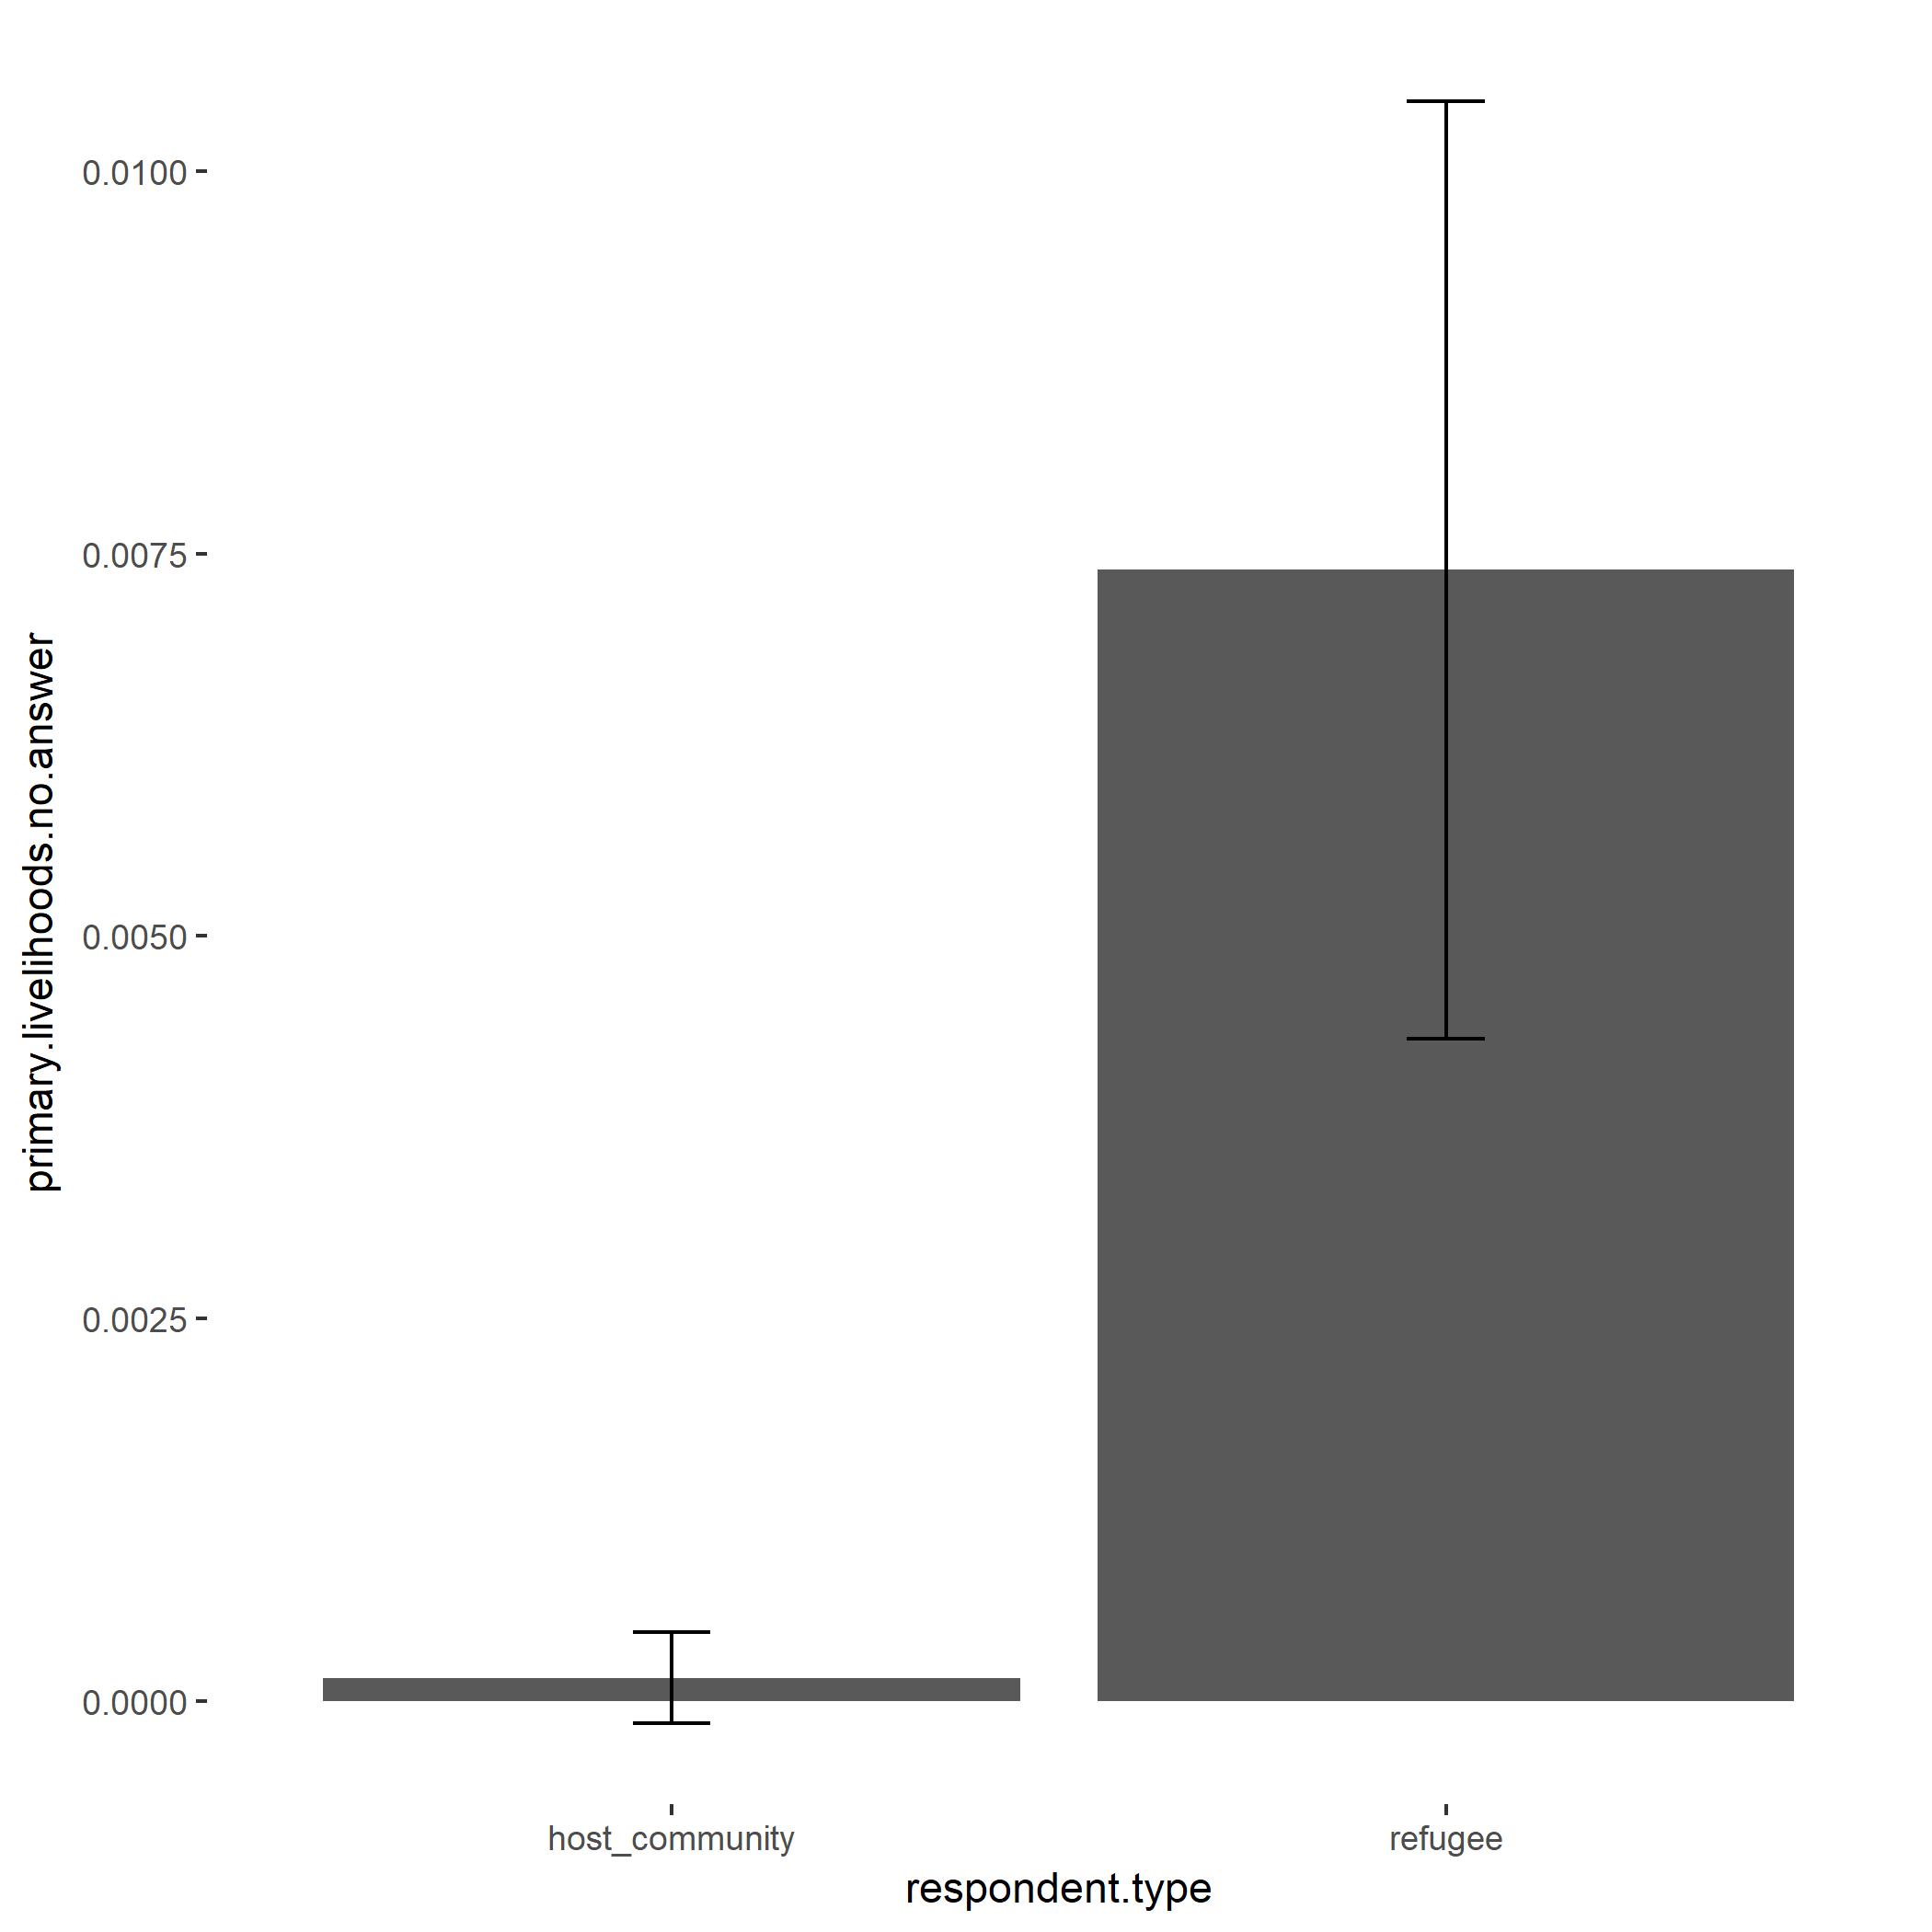 primary.livelihoods.no.answer
0.0100
0.0075
0.0050
0.0025
0.0000
host_community
refugee
respondent.type